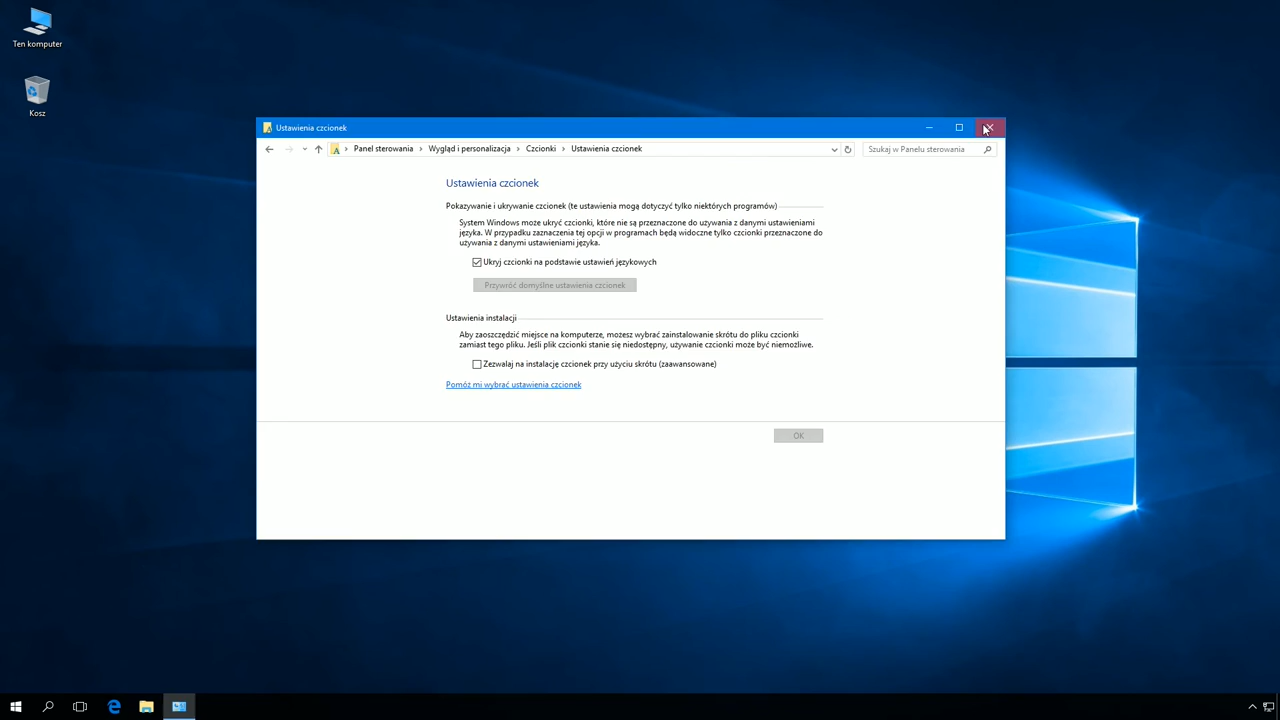 Ten komputer
Kosz
Ustawienia czcionek
Panel sterowania > Wygląd i personalizacja > Czcionki > Ustawienia czcionek
Szukaj w Panelu sterowania
Ustawienia czcionek
Pokazywanie i ukrywanie czcionek (te ustawienia mogą dotyczyć tylko niektórych programów)
System Windows może ukryć czcionki, które nie są przeznaczone do używania z danymi ustawieniami
języka. W przypadku zaznaczenia tej opcji w programach będą widoczne tylko czcionki przeznaczone do
używania z danymi ustawieniami języka.
Ukryj czcionki na podstawie ustawień językowych
Przywróć domyślne ustawienia czcionek
Ustawienia instalacji
Aby zaoszczędzić miejsce na komputerze, możesz wybrać zainstalowanie skrótu do pliku czcionki
zamiast tego pliku. Jeśli plik czcionki stanie się niedostępny, używanie czcionki może być niemożliwe.
Zezwalaj na instalację czcionek przy użyciu skrótu (zaawansowane)
Pomóż mi wybrać ustawienia czcionek
OK